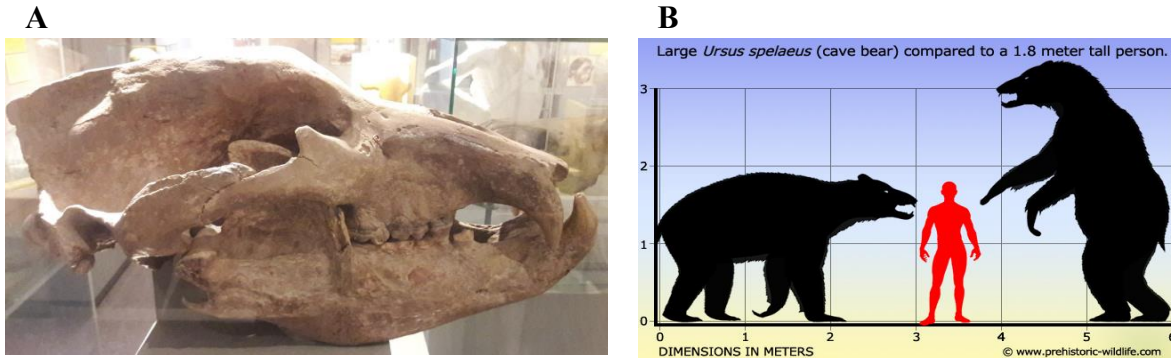 A
B
Large Ursus spelaeus (cave bear) compared to a 1.8 meter tall person.
3
2
1
0
0 1 2 3 4 5 6
DIMENSIONS IN METERS
© www.prehistoric-wildlife.com